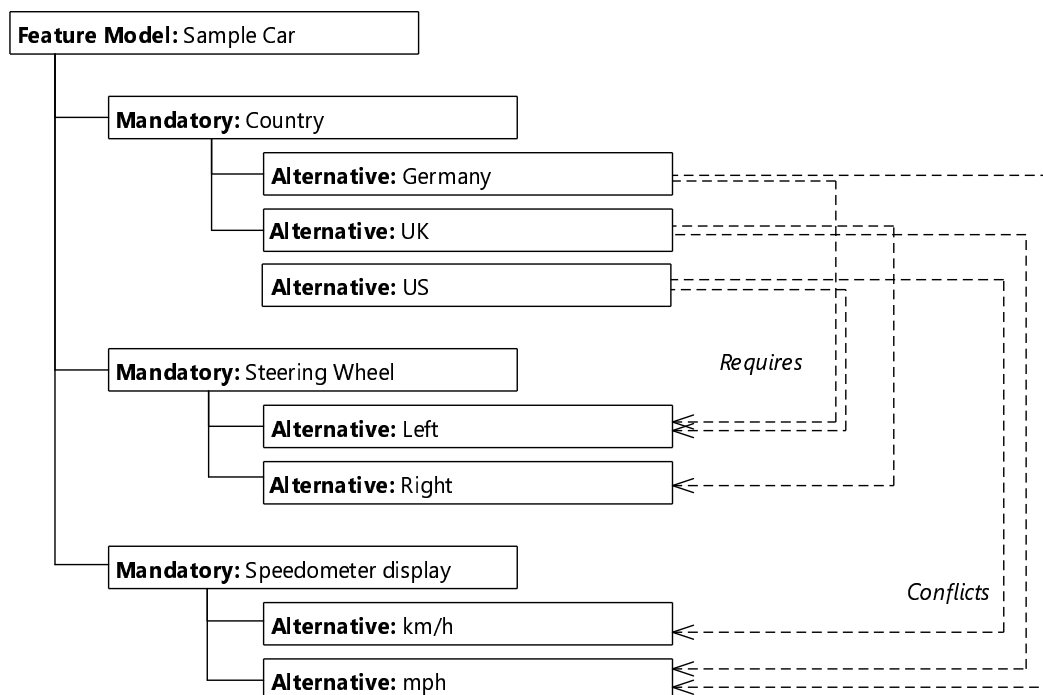 Feature Model: Sample Car
Mandatory: Country
Alternative: Germany
Alternative: UK
Alternative: US
Requires
Mandatory: Steering Wheel
Alternative: Left
Alternative: Right
Mandatory: Speedometer display
Conflicts
Alternative: km/h
Alternative: mph